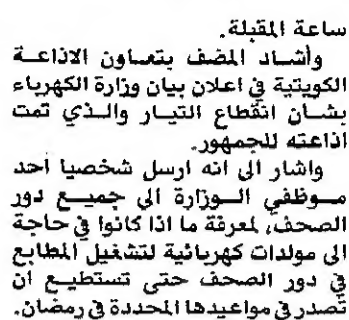 ساعة المقبلة.
وأشاد المضف بتعاون الاذاعة
الكويتية في اعلان بيان وزارة الكهرباء
بشأن انقطاع التيار والذي تمت
اذاعته للجمهور.
واشار الى انه ارسل شخصيا احد
موظفي الوزارة الي جميع دور
الصحف، لمعرفة ما اذا كانوا في حاجة
الى مولدات كهربائية لتشغيل المطابع
في دور الصحف حتى تستطيع ان
تصدر في مواعيدها المحددة في رمضان.